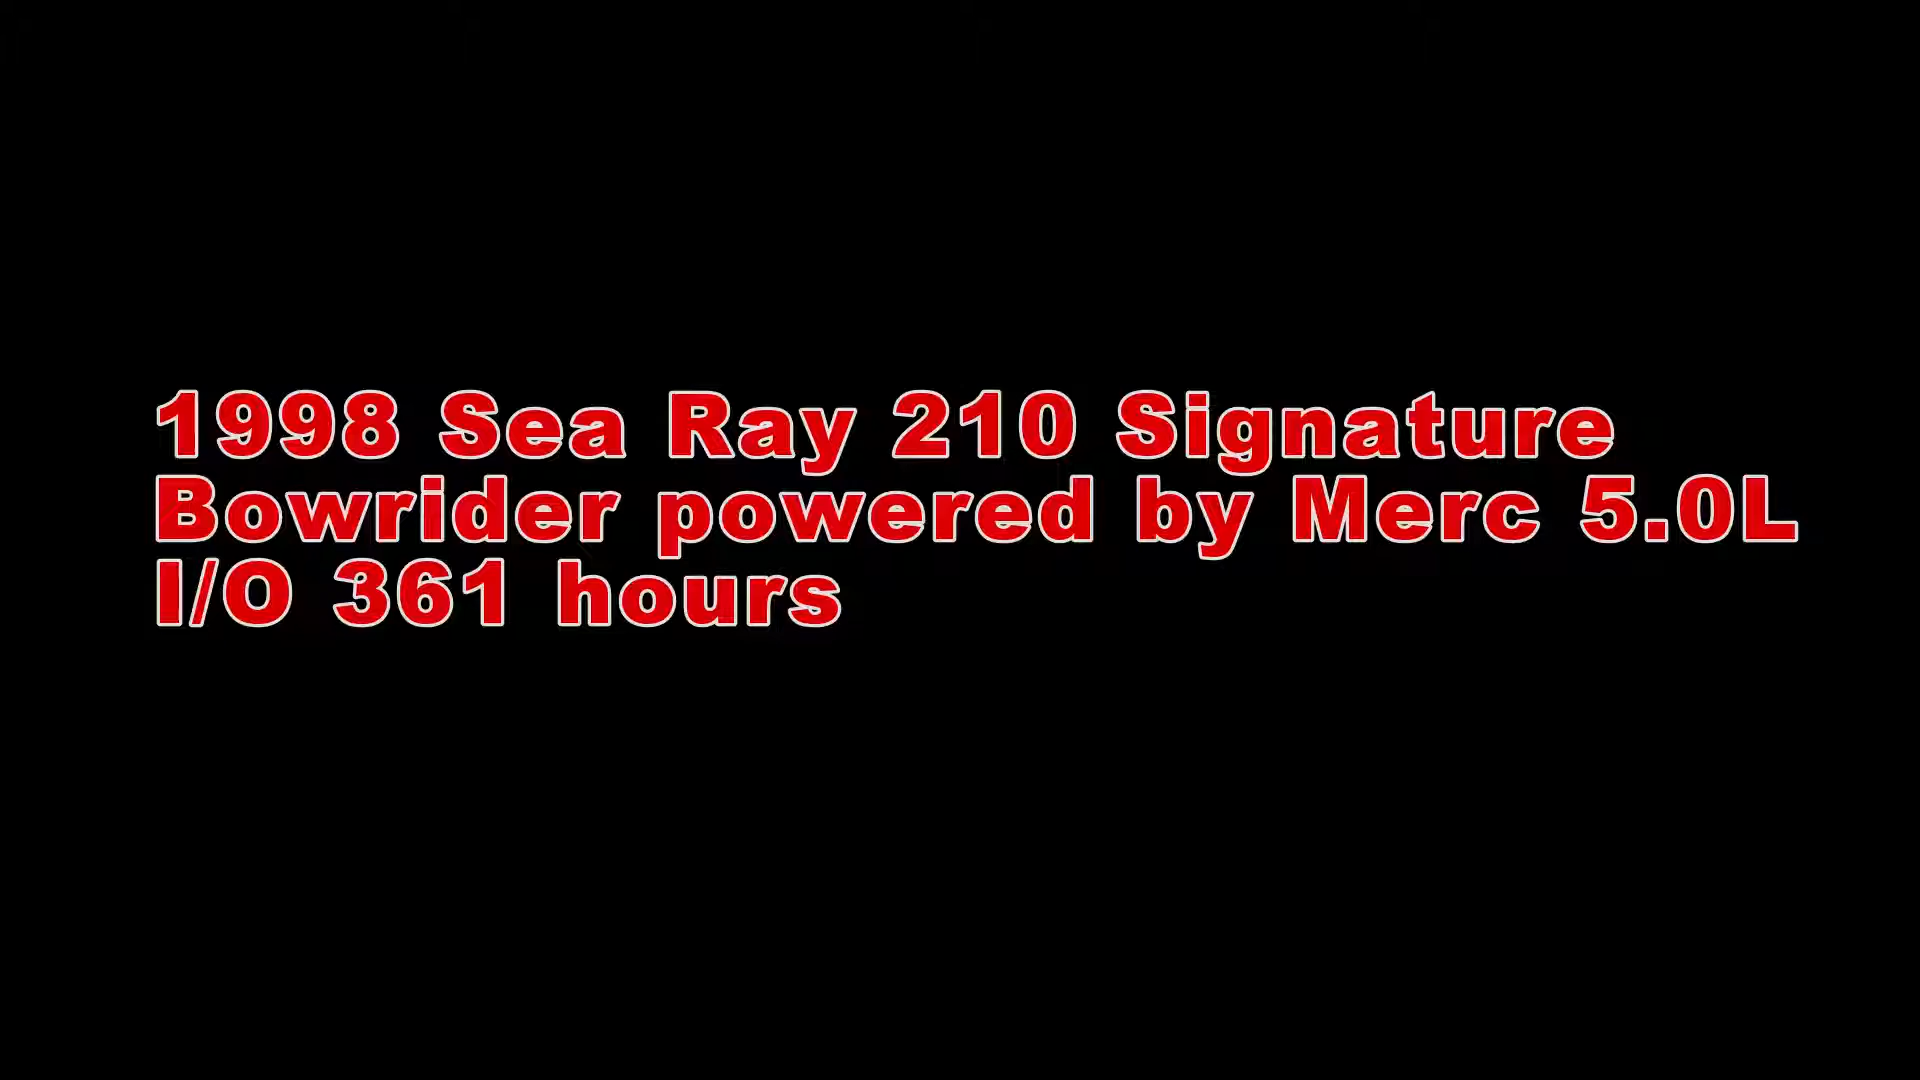 1998 Sea Ray 210 Signature
Bowrider powered by Merc 5.0L
I/O 361 hours